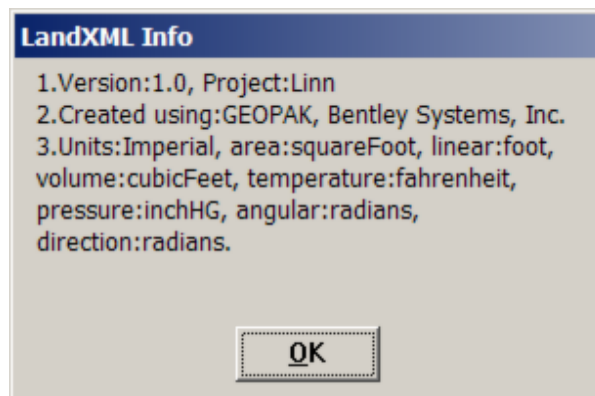 LandXML Info
1.Version:1.0, Project:Linn
2.Created using:GEOPAK, Bentley Systems, Inc.
3.Units:Imperial, area:squareFoot, linear:foot,
volume:cubicFeet, temperature:fahrenheit,
pressure:inchHG, angular:radians,
direction:radians.
OK